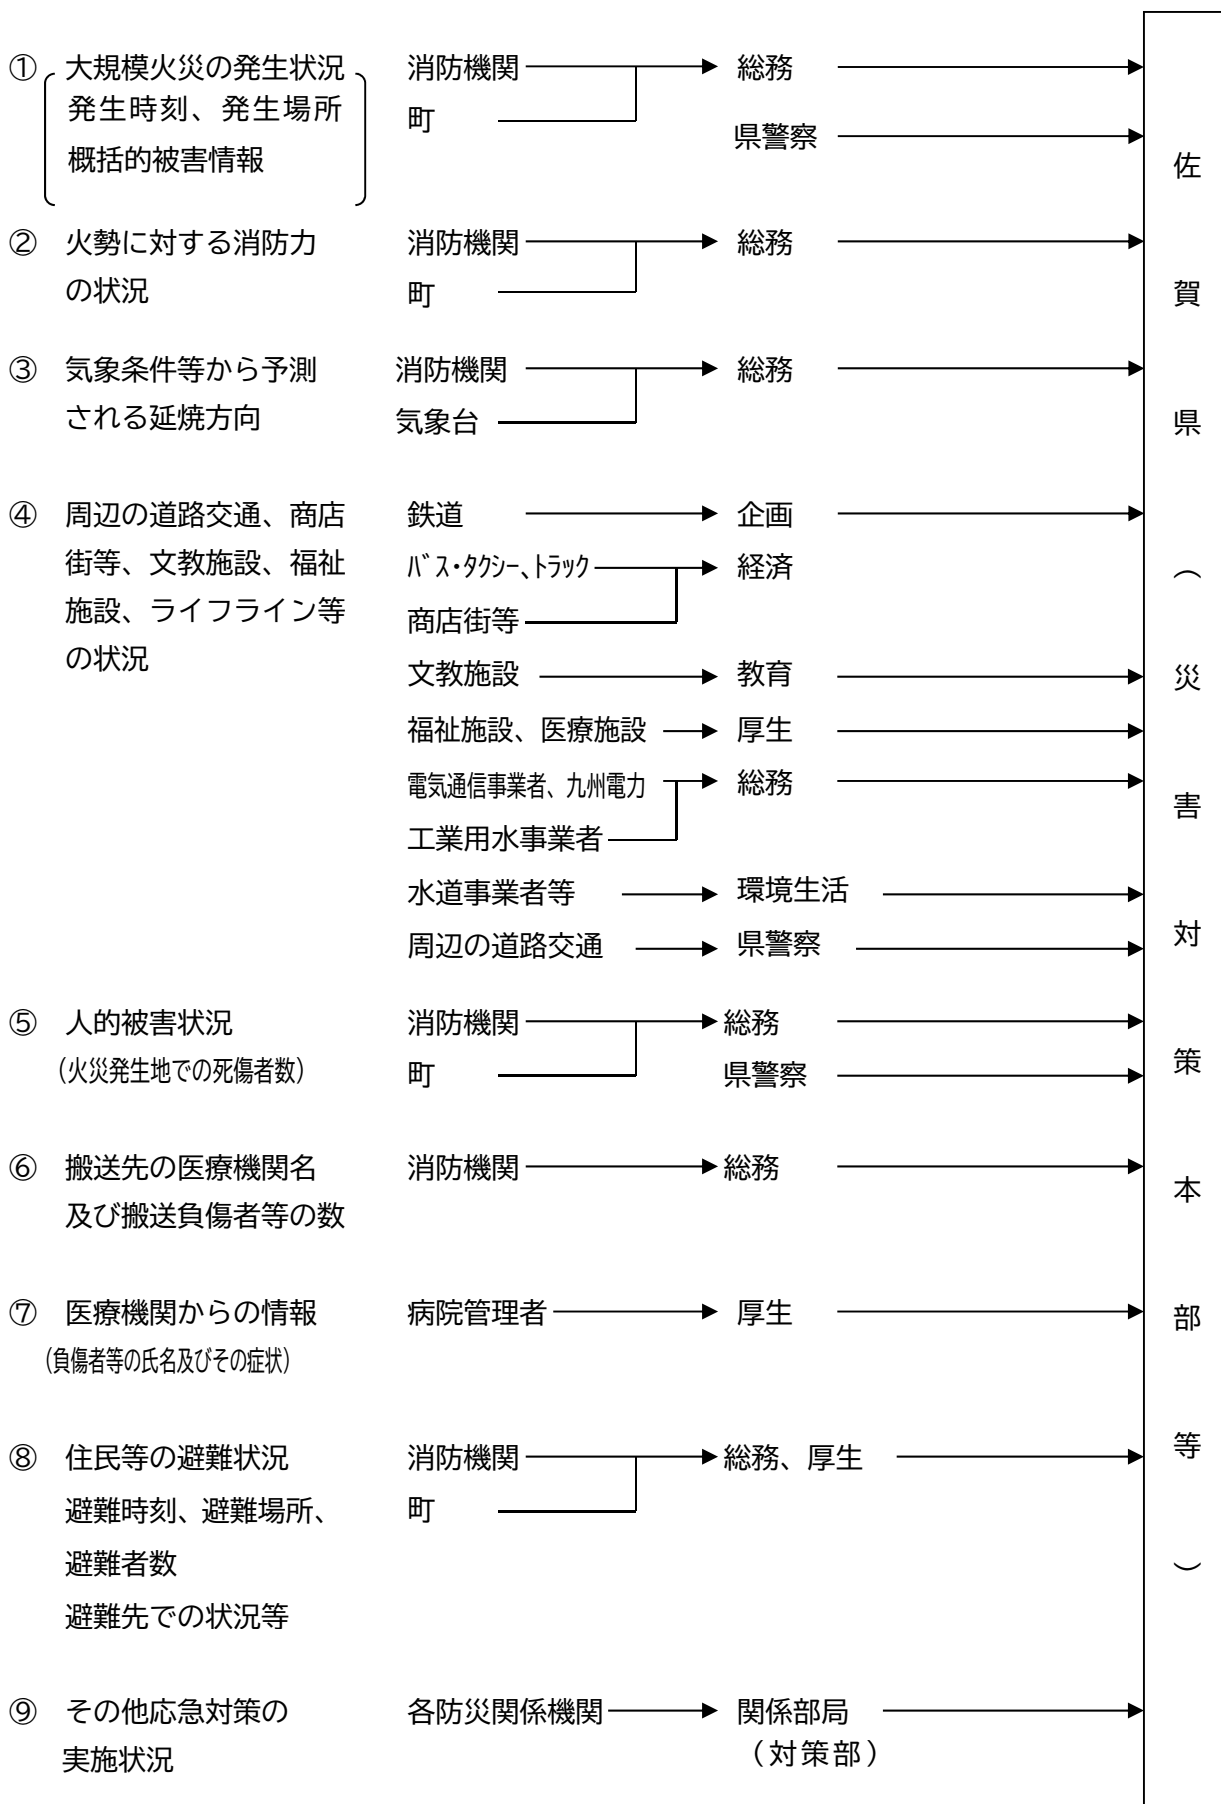 ① 大規模火災の発生状況 消防機関 総務
発生時刻、発生場所 町
県警察
概括的被害情報
② 火勢に対する消防力 消防機関 総務
の状況 町
③ 気象条件等から予測 消防機関 総務
される延焼方向 気象台
④ 周辺の道路交通、商店 鉄道 企画
街等、文教施設、福祉 ﾊﾞｽ・ﾀｸｼｰ、ﾄﾗｯｸ 経済
施設、ライフライン等 商店街等
の状況 文教施設 教育
福祉施設、医療施設 厚生
電気通信事業者、九州電力 総務
工業用水事業者
水道事業者等 環境生活
周辺の道路交通 県警察
⑤ 人的被害状況 消防機関 総務
（火災発生地での死傷者数） 町 県警察
⑥ 搬送先の医療機関名 消防機関 総務
及び搬送負傷者等の数
⑦ 医療機関からの情報 病院管理者 厚生
（負傷者等の氏名及びその症状）
⑧ 住民等の避難状況 消防機関 総務、厚生
避難時刻、避難場所、 町
避難者数
避難先での状況等
⑨ その他応急対策の 各防災関係機関 関係部局
実施状況 （対策部）
佐賀県（災害対策本部等）